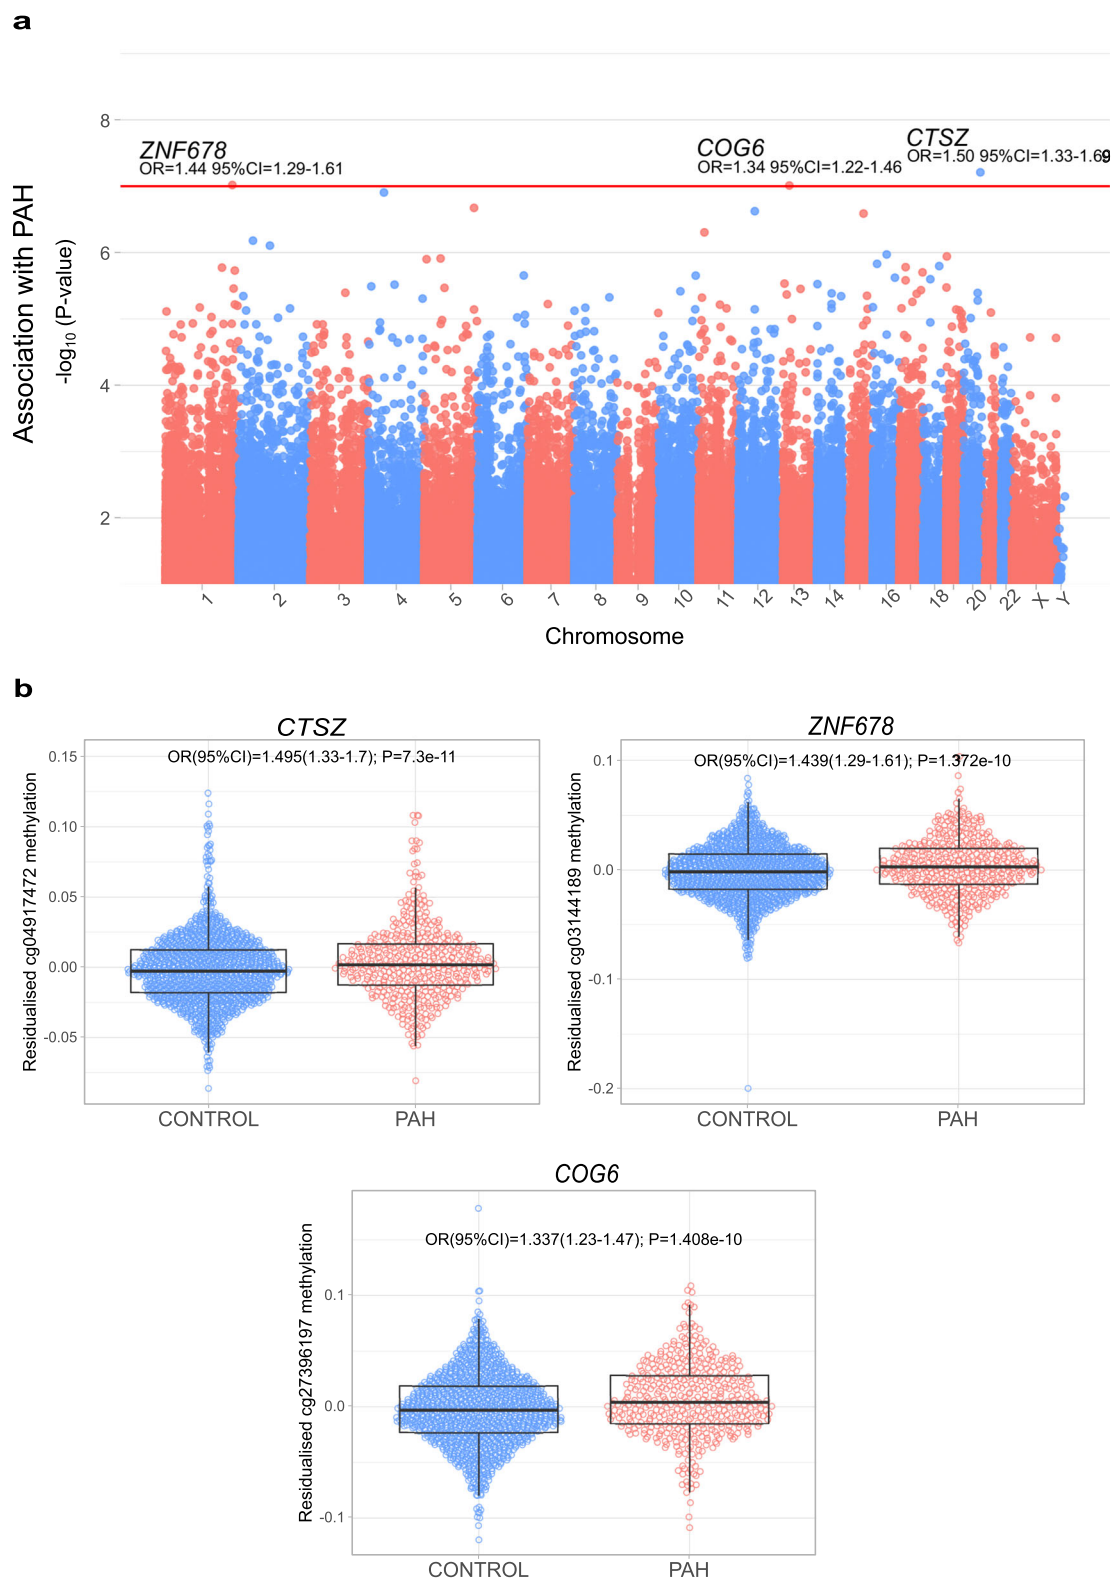 a
ZNF678
OR=1.44 95%CI=1.29-1.61
COG6
OR=1.34 95%CI=1.22-1.46
CTSZ
OR=1.50 95%CI=1.33-1.69
Association with PAH
-log10 (P-value)
8
6
4
2
1 2 3 4 5 6 7 8 9 10 11 12 13 14 16 18 20 22 X Y
Chromosome
b
CTSZ
OR(95%CI)=1.495(1.33-1.7); P=7.3e-11
Residualised cg04917472 methylation
0.15
0.10
0.05
0.00
-0.05
CONTROL PAH
ZNF678
OR(95%CI)=1.439(1.29-1.61); P=1.372e-10
Residualised cg03144189 methylation
0.1
0.0
-0.1
-0.2
CONTROL PAH
COG6
OR(95%CI)=1.337(1.23-1.47); P=1.408e-10
Residualised cg27396197 methylation
0.1
0.0
-0.1
CONTROL PAH